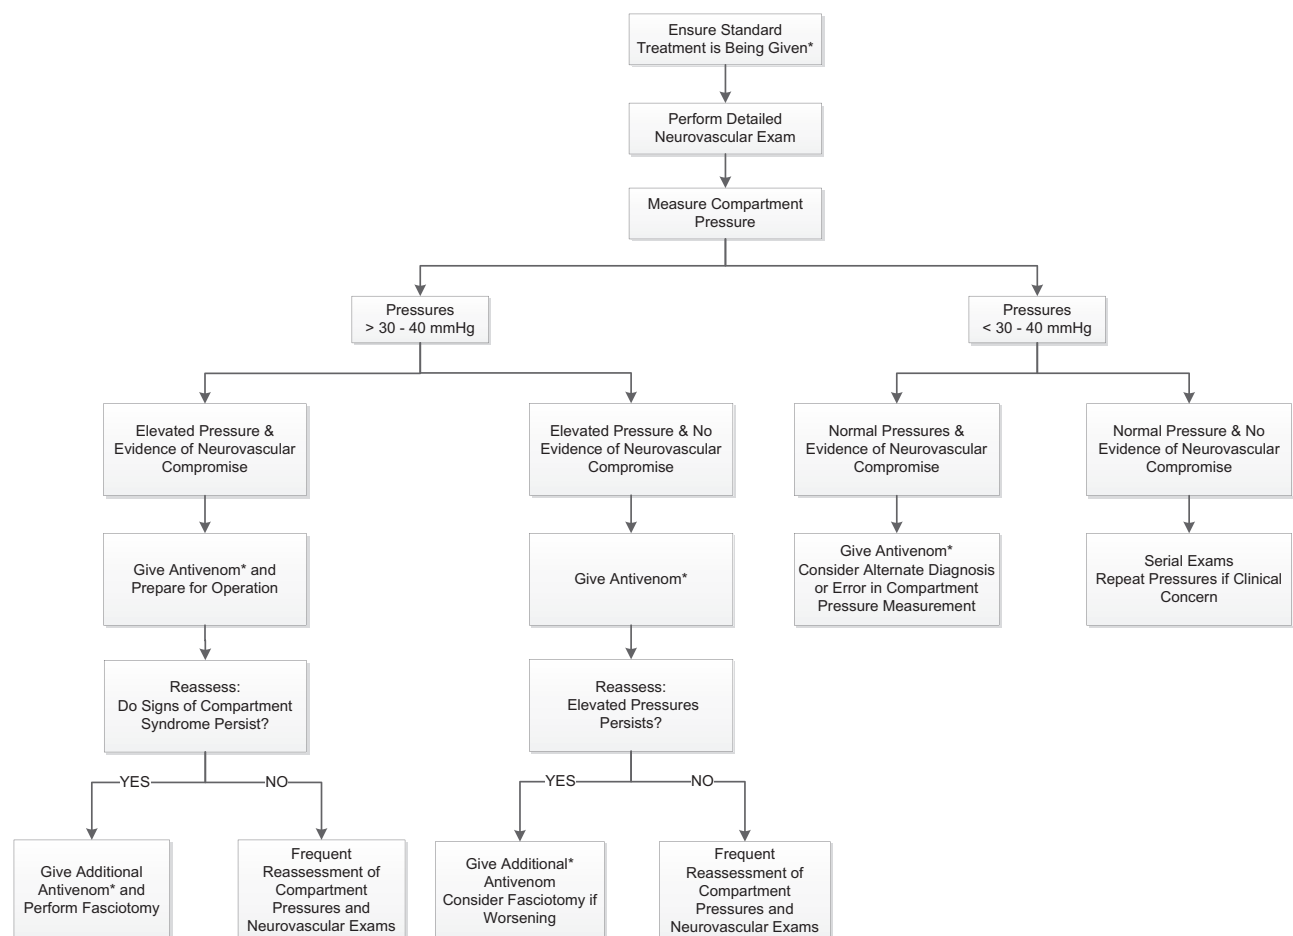 Ensure Standard
Treatment is Being Given*
Perform Detailed
Neurovascular Exam
Measure Compartment
Pressure
Pressures
> 30 - 40 mmHg
Pressures
< 30 - 40 mmHg
Elevated Pressure &
Evidence of Neurovascular
Compromise
Elevated Pressure & No
Evidence of Neurovascular
Compromise
Normal Pressures &
Evidence of Neurovascular
Compromise
Normal Pressure & No
Evidence of Neurovascular
Compromise
Give Antivenom* and
Prepare for Operation
Give Antivenom*
Give Antivenom*
Consider Alternate Diagnosis
or Error in Compartment
Pressure Measurement
Serial Exams
Repeat Pressures if Clinical
Concern
Reassess:
Do Signs of Compartment
Syndrome Persist?
Reassess:
Elevated Pressures
Persists?
YES
NO
YES
NO
Give Additional
Antivenom* and
Perform Fasciotomy
Frequent
Reassessment of
Compartment
Pressures and
Neurovascular Exams
Give Additional*
Antivenom
Consider Fasciotomy if
Worsening
Frequent
Reassessment of
Compartment
Pressures and
Neurovascular Exams